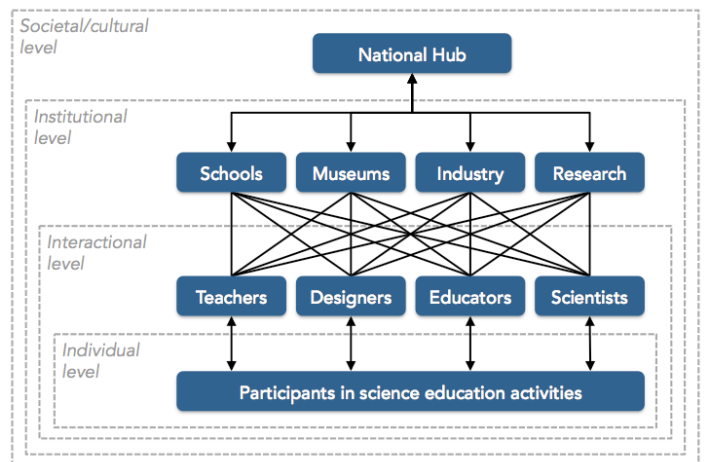 Societal/cultural
level
National Hub
Institutional
level
Schools
Museums
Industry
Research
Interactional
level
Teachers
Designers
Educators
Scientists
Individual
level
Participants in science education activities